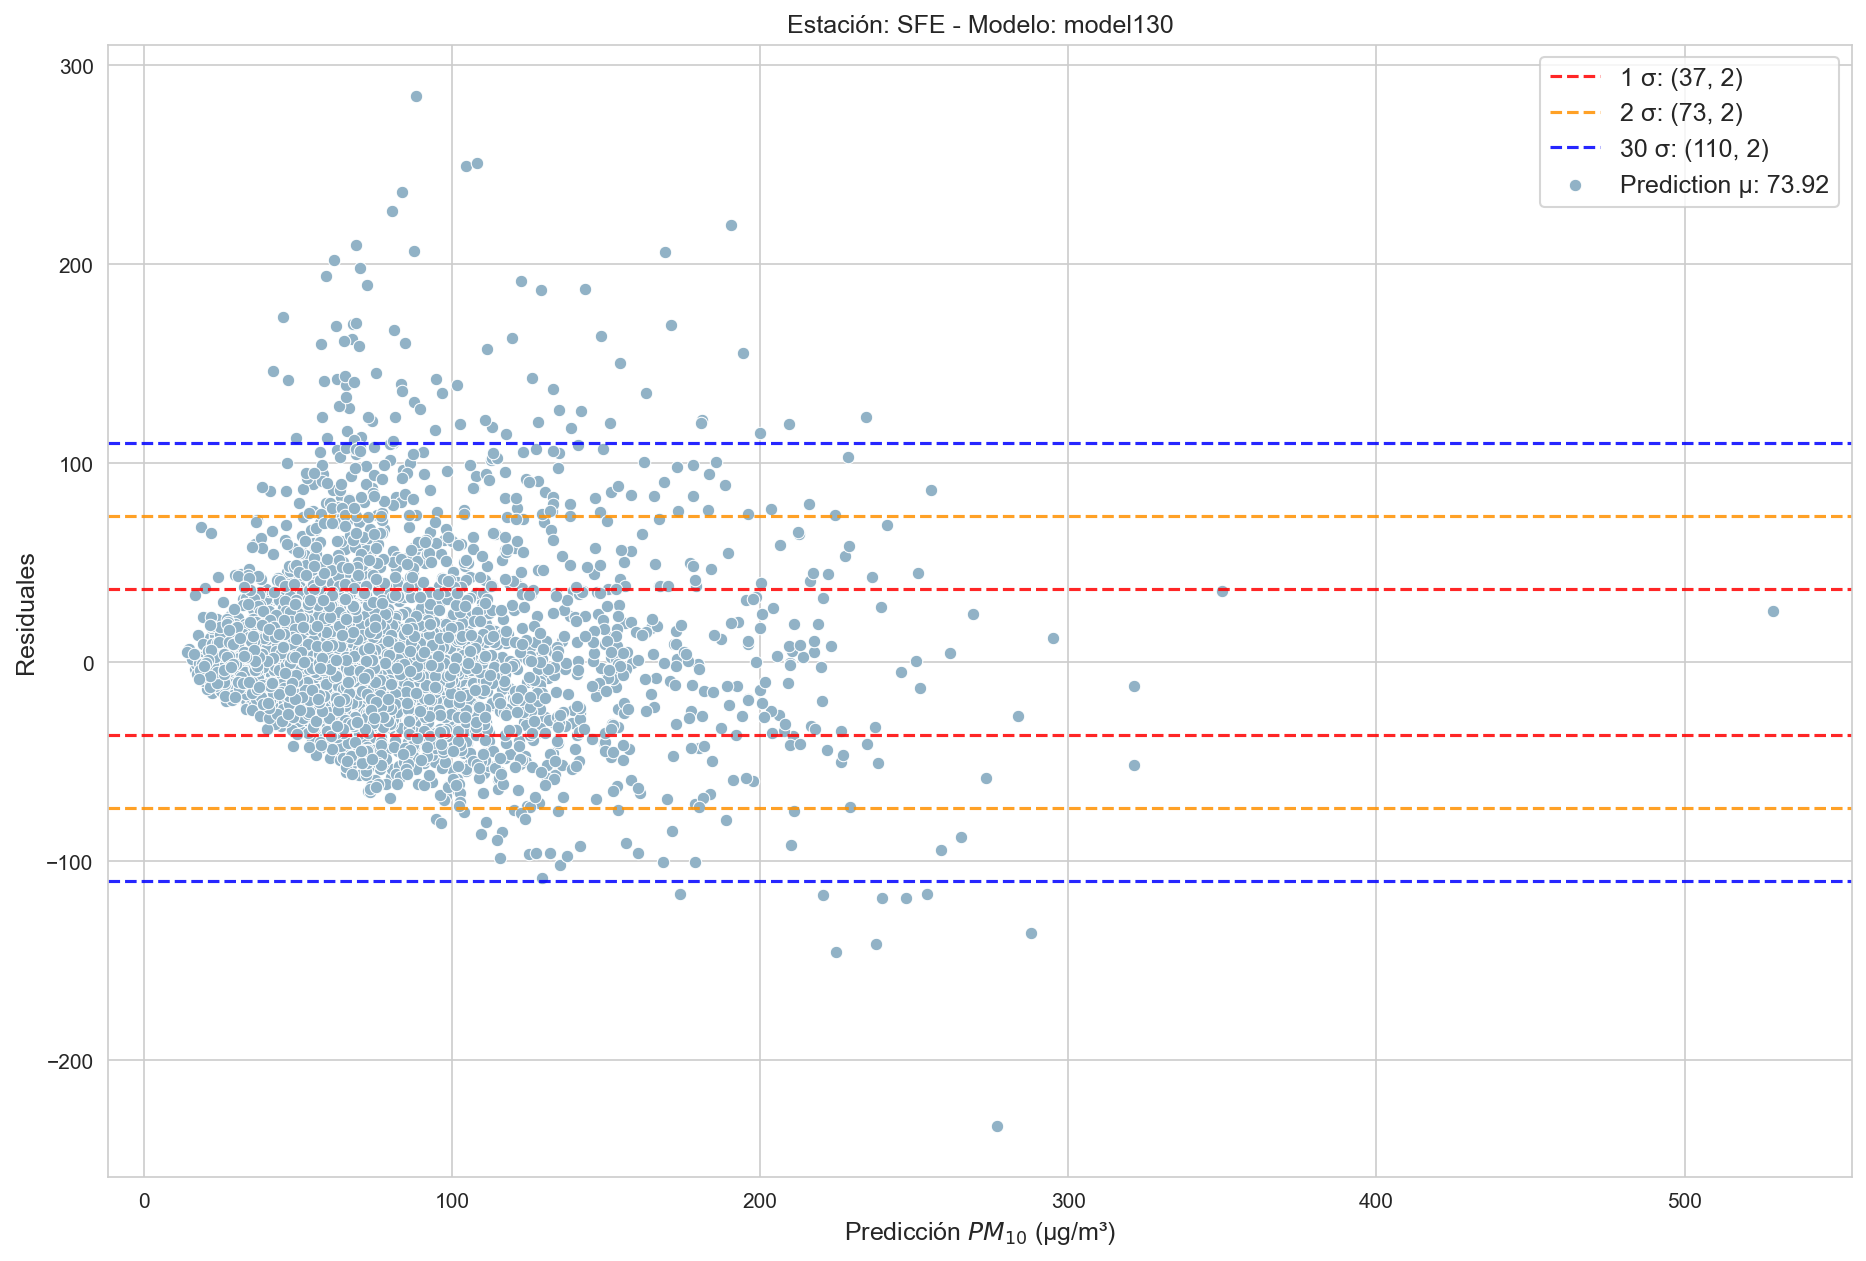 Estación: SFE - Modelo: model130
300
200
100
0
−100
−200
Residuales
1 σ: (37, 2)
2 σ: (73, 2)
30 σ: (110, 2)
Prediction μ: 73.92
0 100 200 300 400 500
Predicción PM₁₀ (μg/m³)